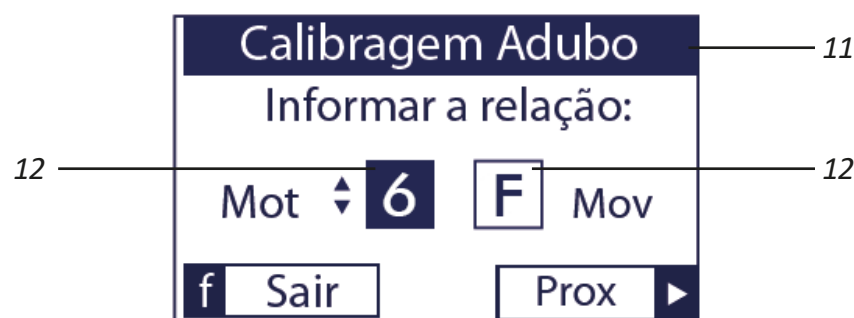 Calibragem Adubo 11
Informar a relação:
12 12
Mot 6 F Mov
f Sair Prox